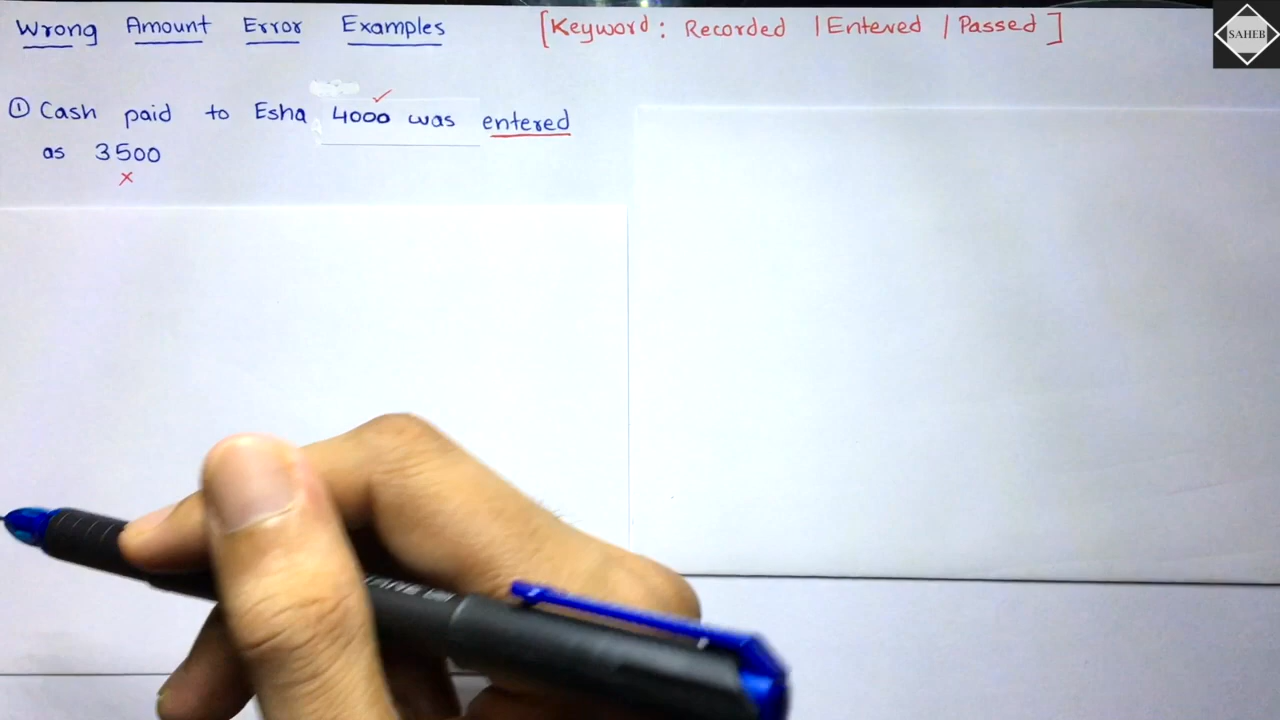 Wrong Amount Error Examples [Keyword: Recorded | Entered | Passed]
SAHEB
① Cash paid to Esha 4000 was entered
as 3500